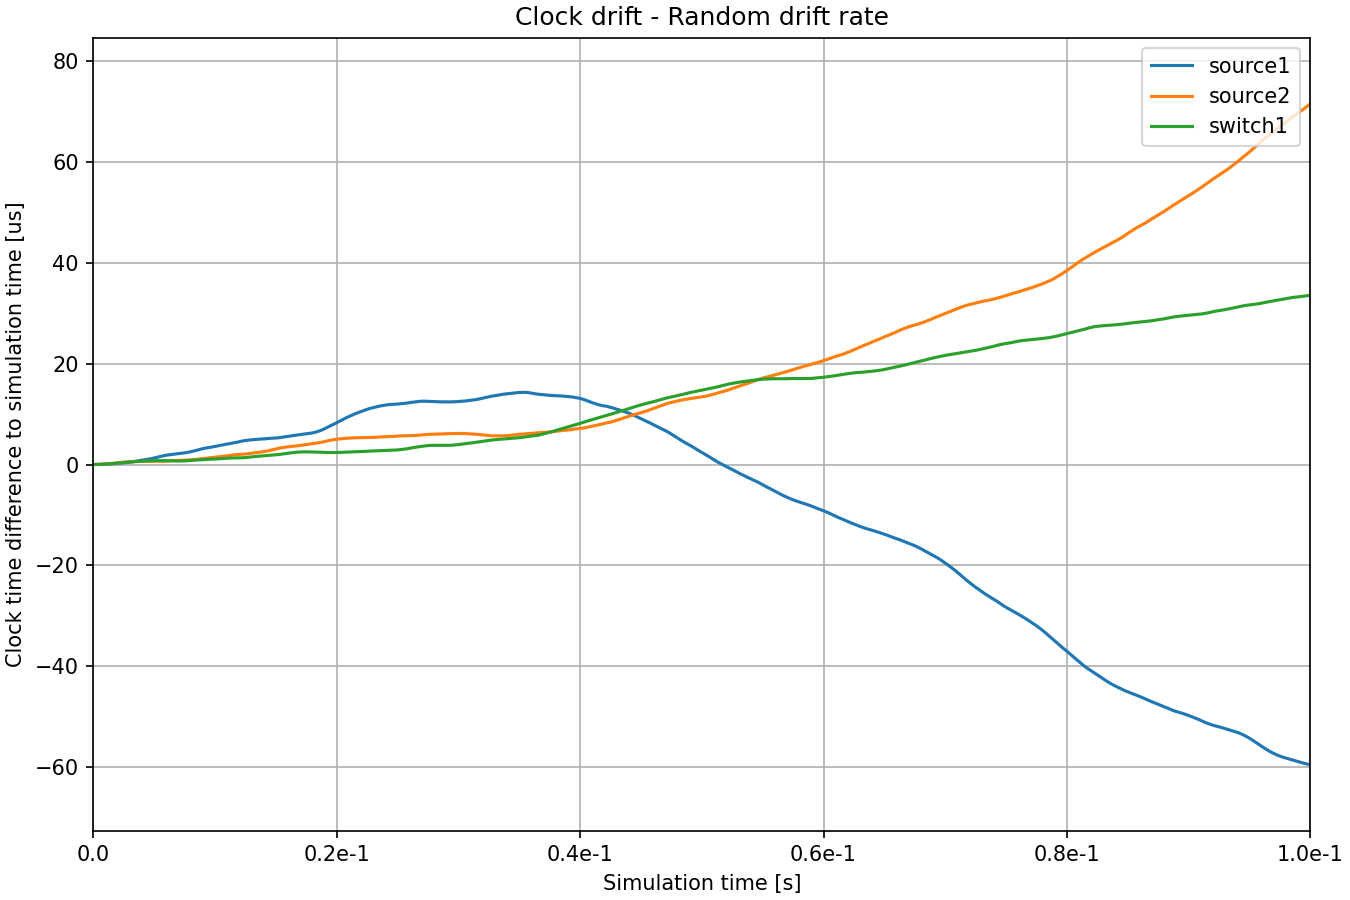 Clock drift - Random drift rate
Clock time difference to simulation time [us]
80
60
40
20
0
−20
−40
−60
source1
source2
switch1
0.0 0.2e-1 0.4e-1 0.6e-1 0.8e-1 1.0e-1
Simulation time [s]